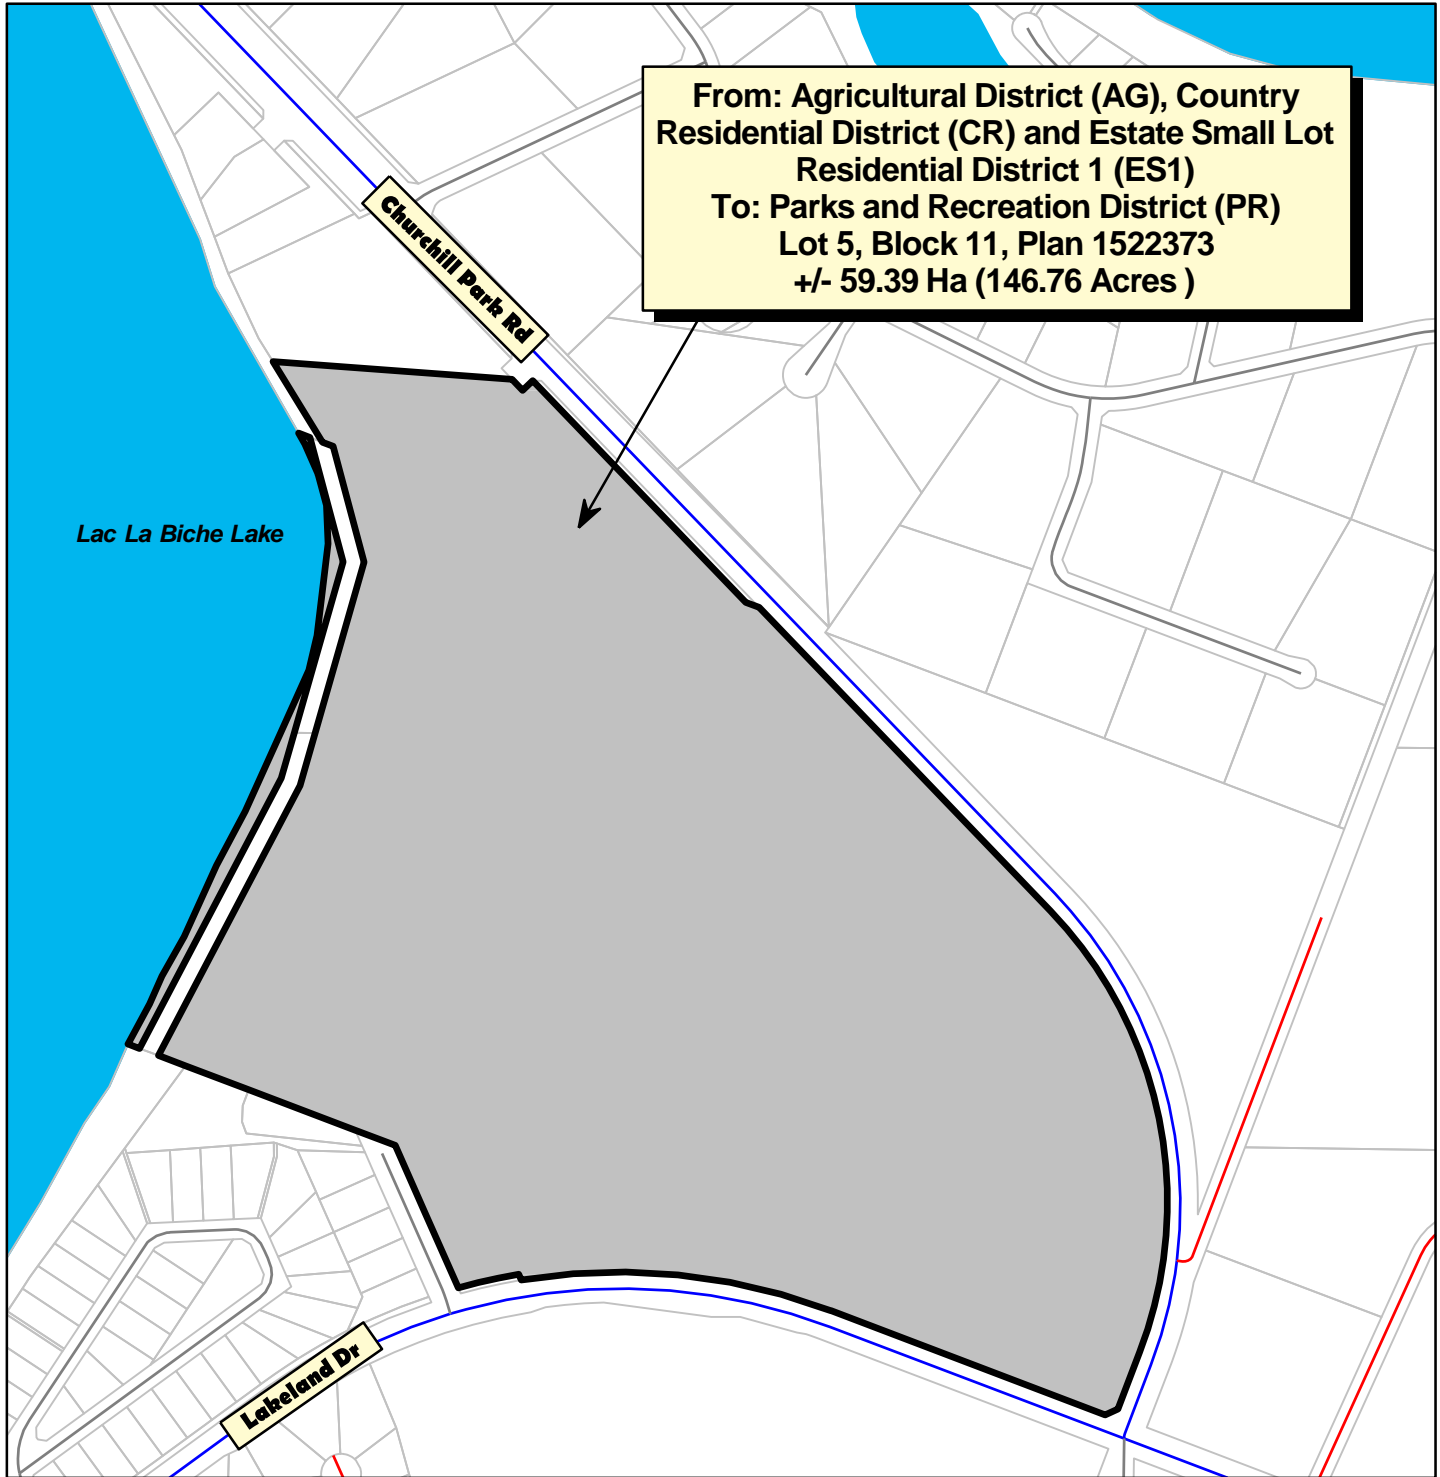 From: Agricultural District (AG), Country
Residential District (CR) and Estate Small Lot
Residential District 1 (ES1)
To: Parks and Recreation District (PR)
Lot 5, Block 11, Plan 1522373
+/- 59.39 Ha (146.76 Acres )
Churchill Park Rd
Lac La Biche Lake
Lakeland Dr